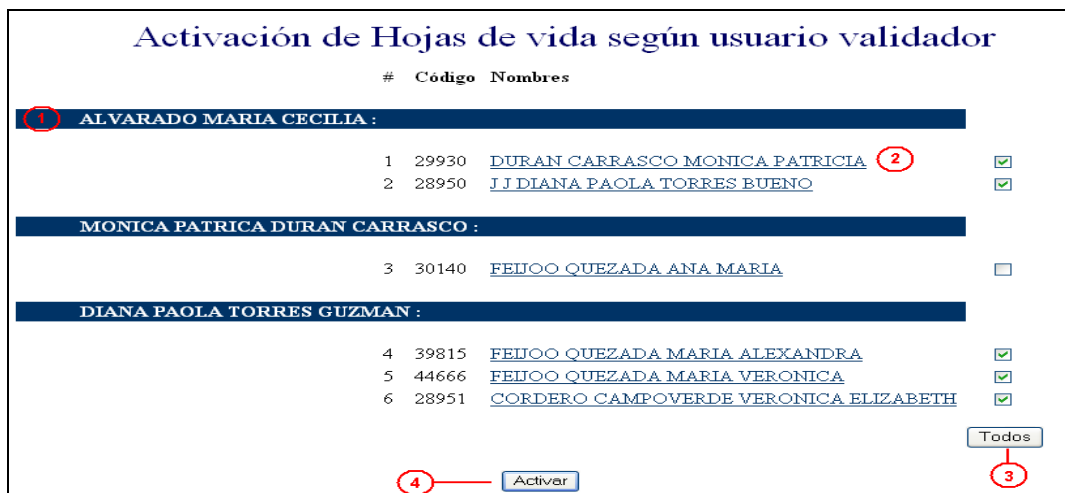 Activación de Hojas de vida según usuario validador
# Código Nombres
1 ALVARADO MARIA CECILIA :
1 29930 DURAN CARRASCO MONICA PATRICIA 2
2 28950 J J DIANA PAOLA TORRES BUENO
MONICA PATRICA DURAN CARRASCO :
3 30140 FEIJOO QUEZADA ANA MARIA
DIANA PAOLA TORRES GUZMAN :
4 39815 FEIJOO QUEZADA MARIA ALEXANDRA
5 44666 FEIJOO QUEZADA MARIA VERONICA
6 28951 CORDERO CAMPOVERDE VERONICA ELIZABETH
Todos
3
4 Activar